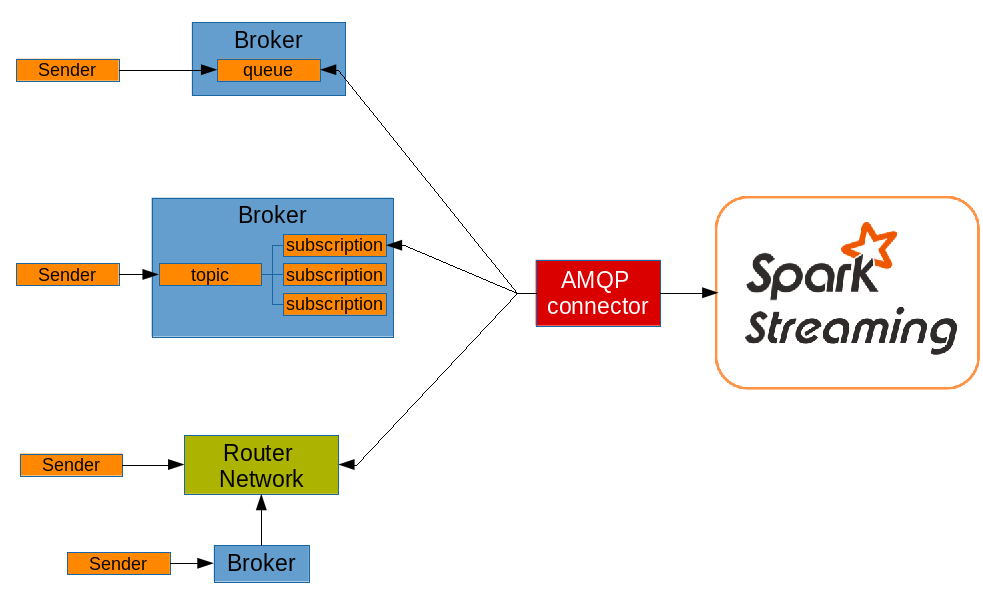 Broker
Sender
queue
Broker
subscription
Sender
topic
subscription
subscription
AMQP
connector
Spark
Streaming
Sender
Router
Network
Sender
Broker